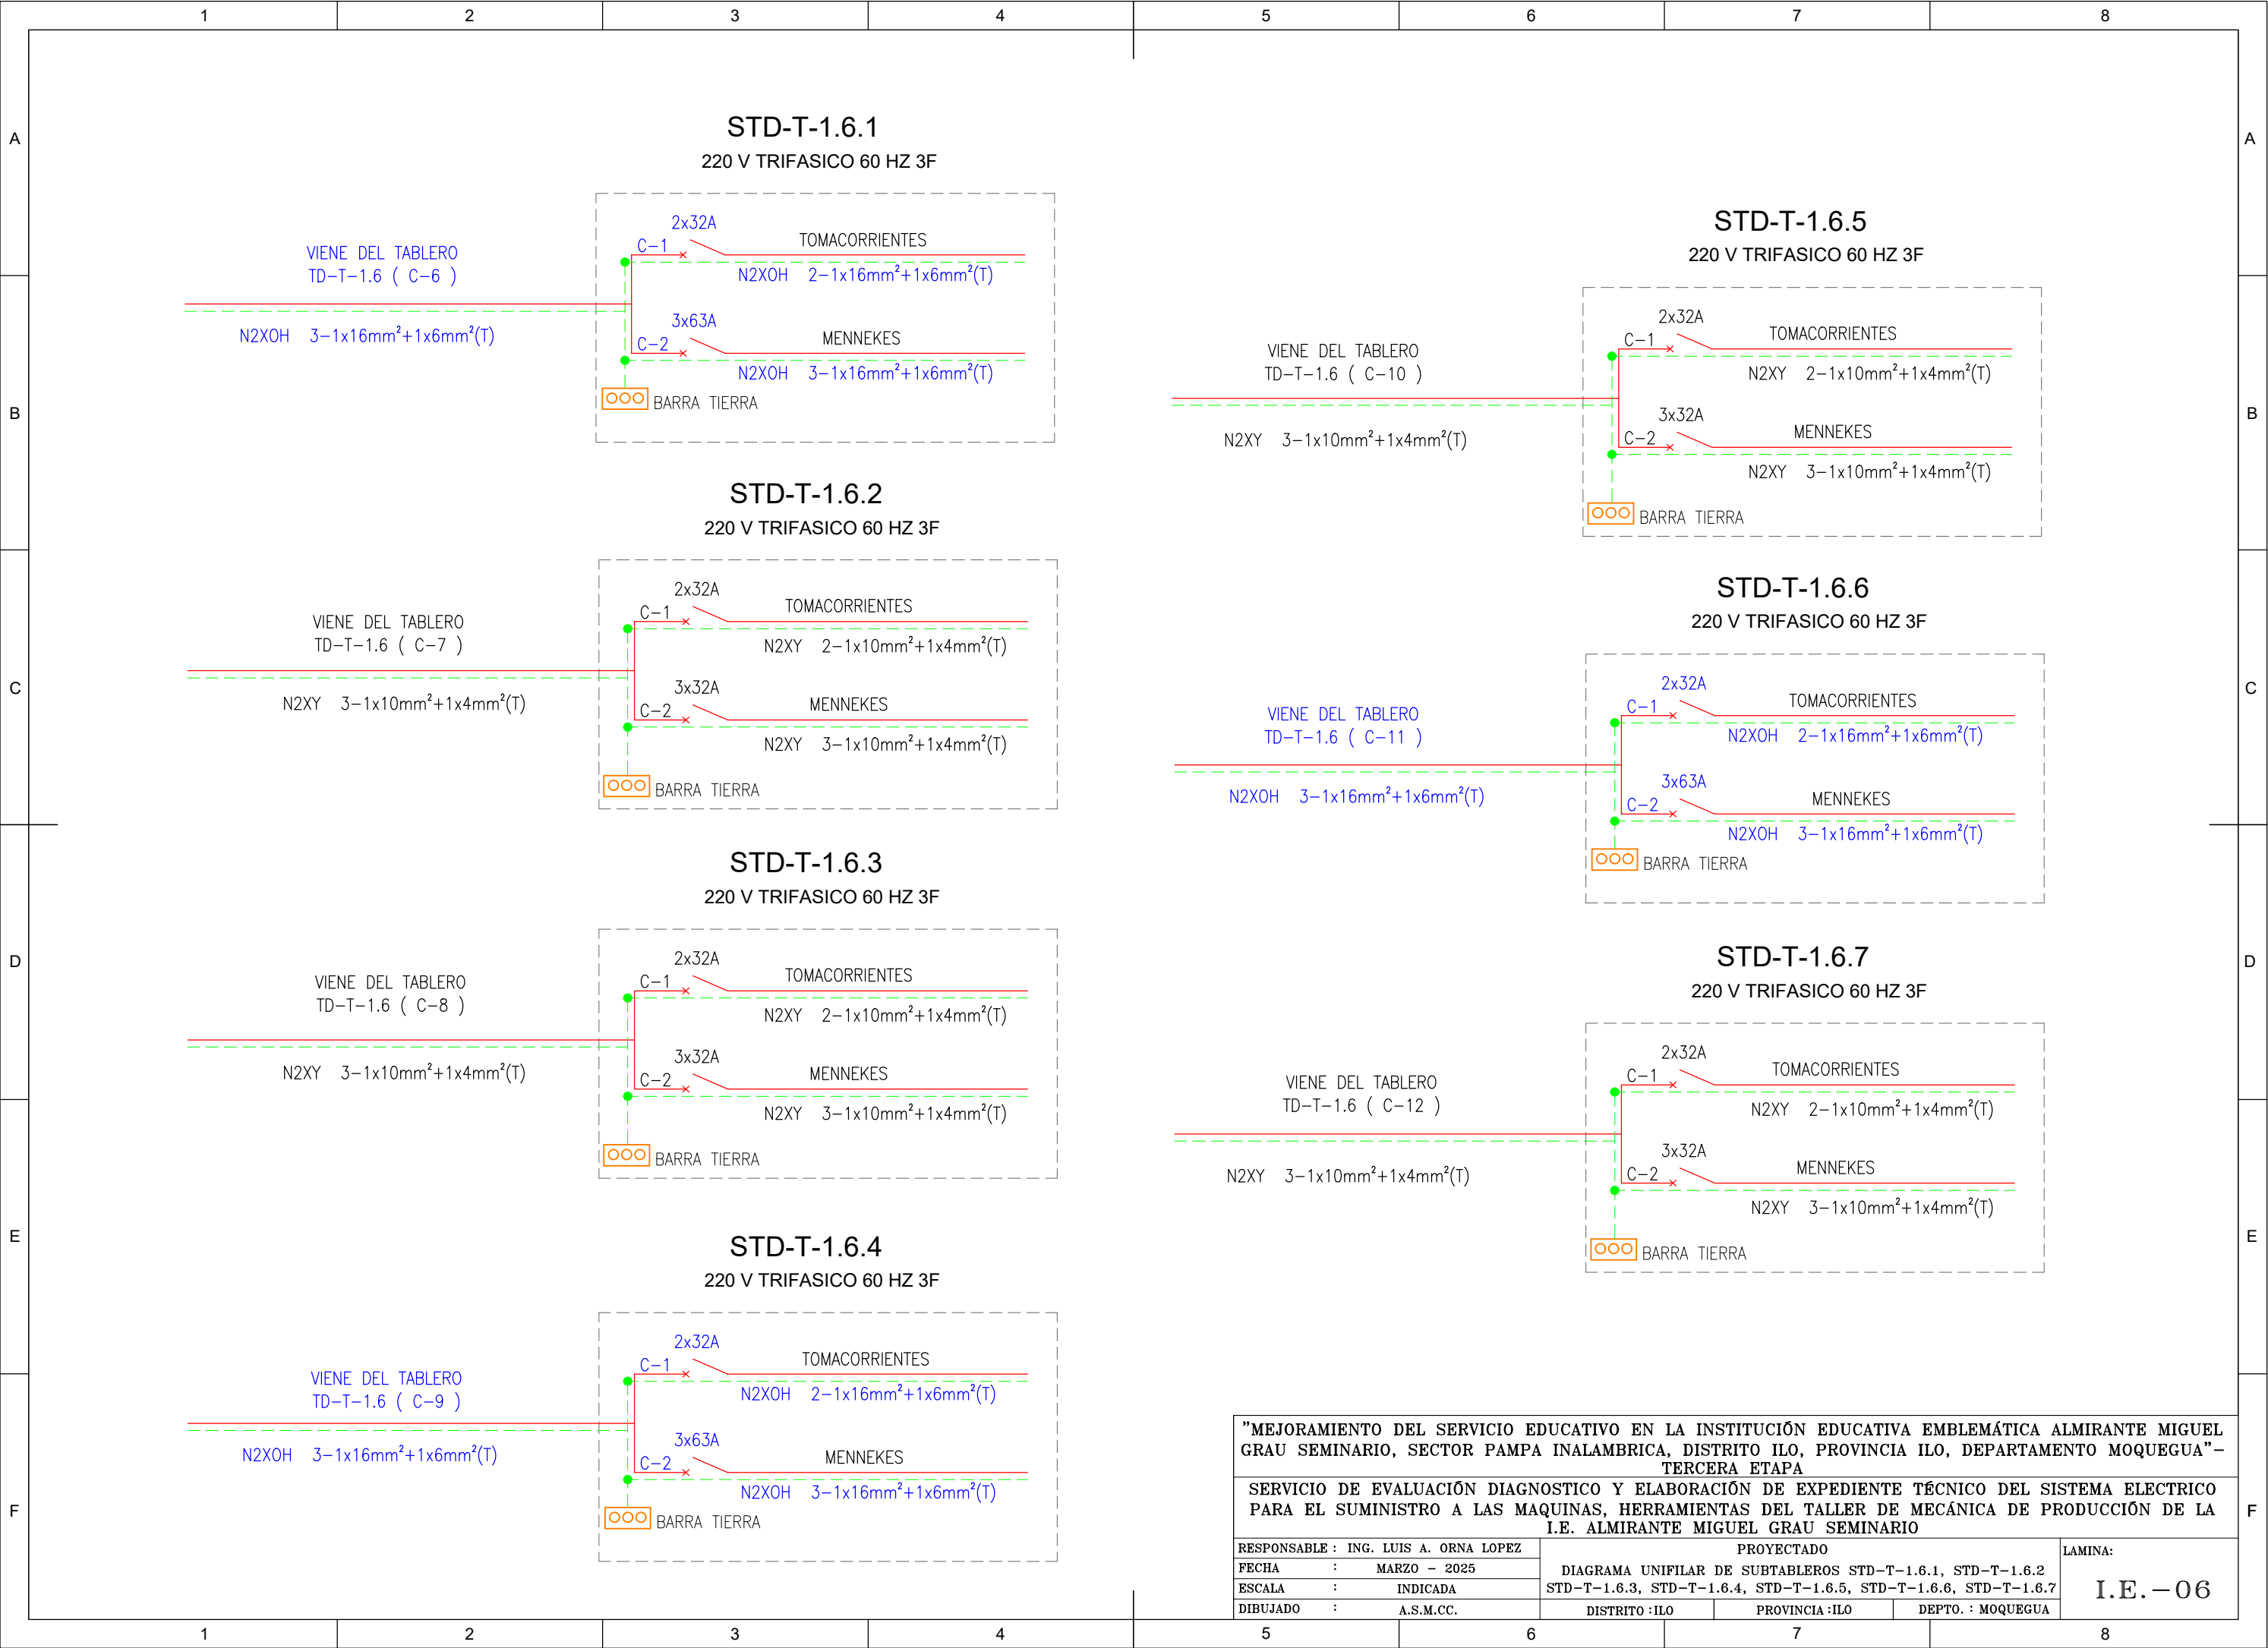 1 2 3 4 5 6 7 8
A A
B B
C C
D D
E E
F F
STD-T-1.6.1
220 V TRIFASICO 60 HZ 3F
VIENE DEL TABLERO
TD-T-1.6 ( C-6 )
N2XOH 3-1x16mm²+1x6mm²(T)
2x32A
C-1
TOMACORRIENTES
N2XOH 2-1x16mm²+1x6mm²(T)
3x63A
C-2
MENNEKES
N2XOH 3-1x16mm²+1x6mm²(T)
BARRA TIERRA
STD-T-1.6.2
220 V TRIFASICO 60 HZ 3F
VIENE DEL TABLERO
TD-T-1.6 ( C-7 )
N2XY 3-1x10mm²+1x4mm²(T)
2x32A
C-1
TOMACORRIENTES
N2XY 2-1x10mm²+1x4mm²(T)
3x32A
C-2
MENNEKES
N2XY 3-1x10mm²+1x4mm²(T)
BARRA TIERRA
STD-T-1.6.3
220 V TRIFASICO 60 HZ 3F
VIENE DEL TABLERO
TD-T-1.6 ( C-8 )
N2XY 3-1x10mm²+1x4mm²(T)
2x32A
C-1
TOMACORRIENTES
N2XY 2-1x10mm²+1x4mm²(T)
3x32A
C-2
MENNEKES
N2XY 3-1x10mm²+1x4mm²(T)
BARRA TIERRA
STD-T-1.6.4
220 V TRIFASICO 60 HZ 3F
VIENE DEL TABLERO
TD-T-1.6 ( C-9 )
N2XOH 3-1x16mm²+1x6mm²(T)
2x32A
C-1
TOMACORRIENTES
N2XOH 2-1x16mm²+1x6mm²(T)
3x63A
C-2
MENNEKES
N2XOH 3-1x16mm²+1x6mm²(T)
BARRA TIERRA
STD-T-1.6.5
220 V TRIFASICO 60 HZ 3F
VIENE DEL TABLERO
TD-T-1.6 ( C-10 )
N2XY 3-1x10mm²+1x4mm²(T)
2x32A
C-1
TOMACORRIENTES
N2XY 2-1x10mm²+1x4mm²(T)
3x32A
C-2
MENNEKES
N2XY 3-1x10mm²+1x4mm²(T)
BARRA TIERRA
STD-T-1.6.6
220 V TRIFASICO 60 HZ 3F
VIENE DEL TABLERO
TD-T-1.6 ( C-11 )
N2XOH 3-1x16mm²+1x6mm²(T)
2x32A
C-1
TOMACORRIENTES
N2XOH 2-1x16mm²+1x6mm²(T)
3x63A
C-2
MENNEKES
N2XOH 3-1x16mm²+1x6mm²(T)
BARRA TIERRA
STD-T-1.6.7
220 V TRIFASICO 60 HZ 3F
VIENE DEL TABLERO
TD-T-1.6 ( C-12 )
N2XY 3-1x10mm²+1x4mm²(T)
2x32A
C-1
TOMACORRIENTES
N2XY 2-1x10mm²+1x4mm²(T)
3x32A
C-2
MENNEKES
N2XY 3-1x10mm²+1x4mm²(T)
BARRA TIERRA
"MEJORAMIENTO DEL SERVICIO EDUCATIVO EN LA INSTITUCIÓN EDUCATIVA EMBLEMÁTICA ALMIRANTE MIGUEL
GRAU SEMINARIO, SECTOR PAMPA INALAMBRICA, DISTRITO ILO, PROVINCIA ILO, DEPARTAMENTO MOQUEGUA"-
TERCERA ETAPA
SERVICIO DE EVALUACIÓN DIAGNOSTICO Y ELABORACIÓN DE EXPEDIENTE TÉCNICO DEL SISTEMA ELECTRICO
PARA EL SUMINISTRO A LAS MAQUINAS, HERRAMIENTAS DEL TALLER DE MECÁNICA DE PRODUCCIÓN DE LA
I.E. ALMIRANTE MIGUEL GRAU SEMINARIO
RESPONSABLE : ING. LUIS A. ORNA LOPEZ
FECHA : MARZO - 2025
ESCALA : INDICADA
DIBUJADO : A.S.M.CC.
PROYECTADO
DIAGRAMA UNIFILAR DE SUBTABLEROS STD-T-1.6.1, STD-T-1.6.2
STD-T-1.6.3, STD-T-1.6.4, STD-T-1.6.5, STD-T-1.6.6, STD-T-1.6.7
DISTRITO :ILO PROVINCIA :ILO DEPTO. : MOQUEGUA
LAMINA:
I.E.-06
1 2 3 4 5 6 7 8